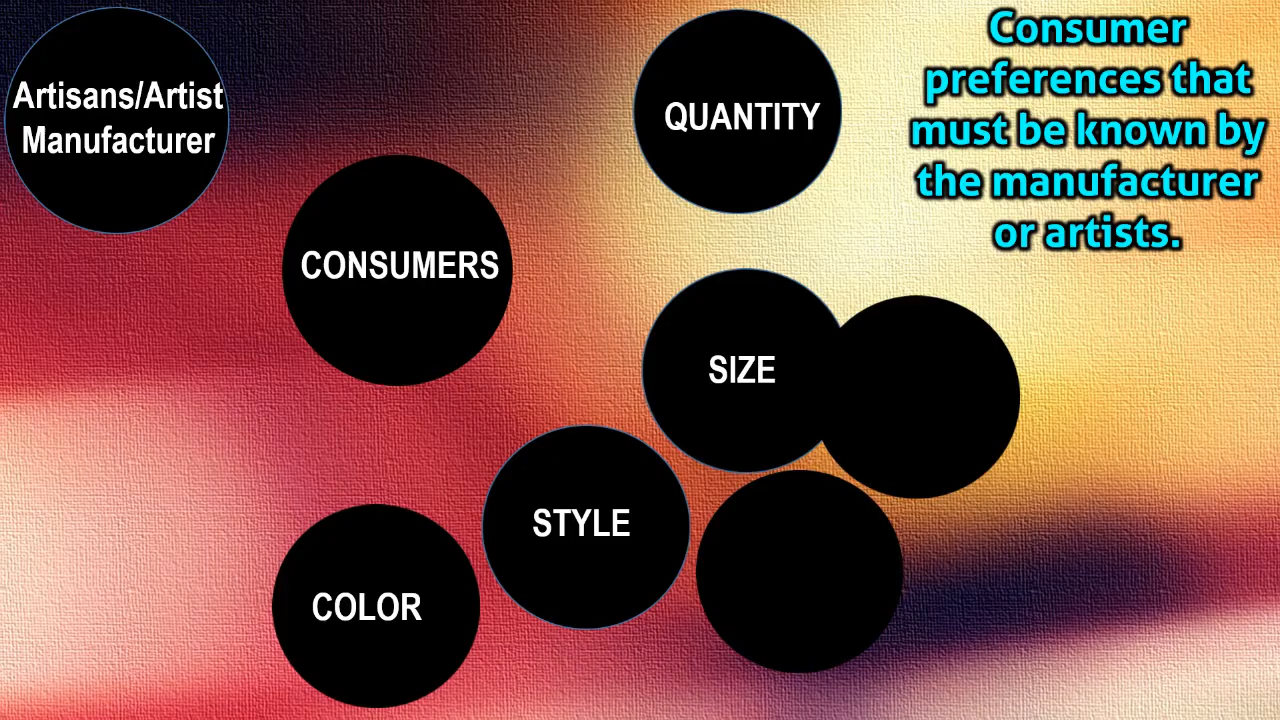 Artisans/Artist
Manufacturer
CONSUMERS
QUANTITY
Consumer
preferences that
must be known by
the manufacturer
or artists.
SIZE
STYLE
COLOR